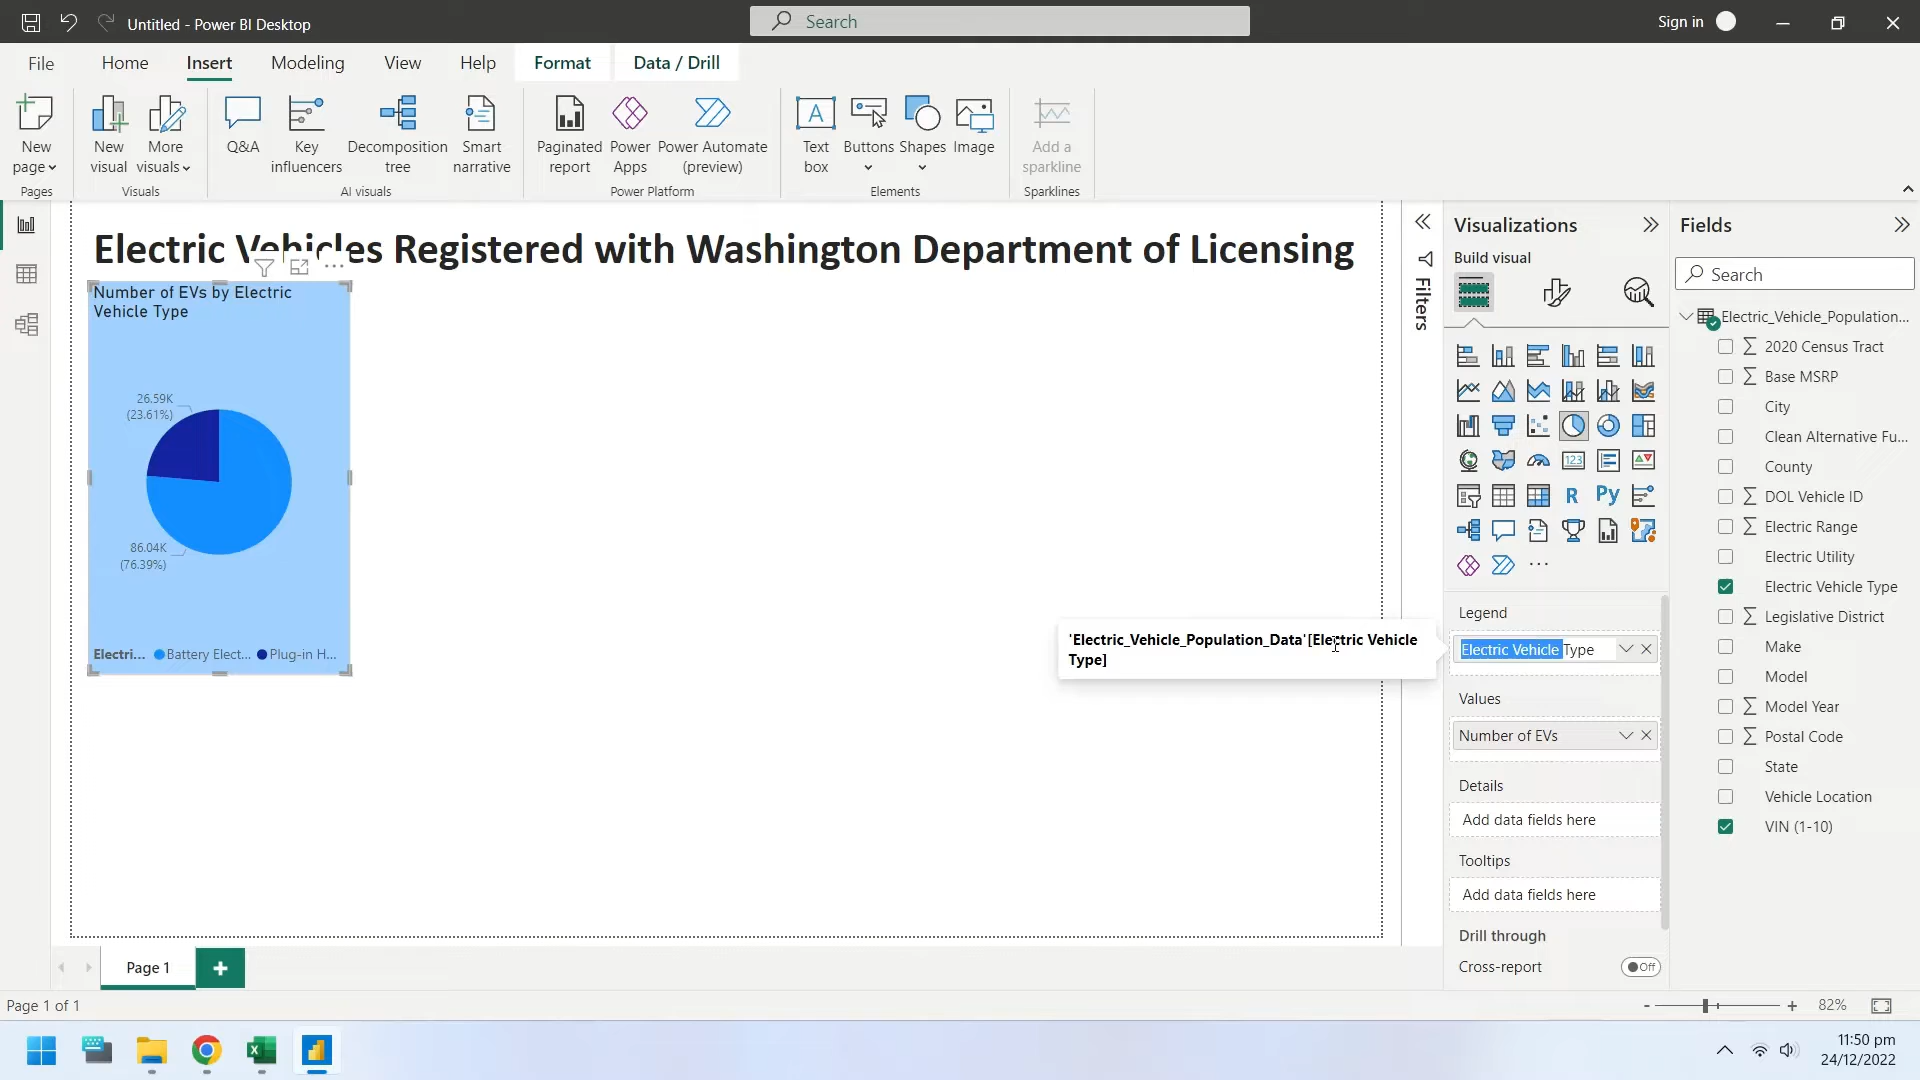 Untitled - Power BI Desktop
Search
Sign in
File
Home
Insert
Modeling
View
Help
Format
Data / Drill
New
page
New
visual
More
visuals
Q&A
Key
influencers
Decomposition
tree
Smart
narrative
Paginated
report
Power
Apps
Power Automate
(preview)
A
Text
box
Buttons
Shapes
Image
Add a
sparkline
Pages
Visuals
AI visuals
Power Platform
Elements
Sparklines
Electric Vehicles Registered with Washington Department of Licensing
Number of EVs by Electric
Vehicle Type
26.59K
(23.61%)
86.04K
(76.39%)
Electri...
Battery Elect...
Plug-in H...
'Electric_Vehicle_Population_Data'[Electric Vehicle
Type]
Filters
Visualizations
Build visual
123
R
Py
Legend
Electric Vehicle Type
Values
Number of EVs
Details
Add data fields here
Tooltips
Add data fields here
Drill through
Cross-report
Off
Fields
Search
Electric_Vehicle_Population...
2020 Census Tract
Base MSRP
City
Clean Alternative Fu...
County
DOL Vehicle ID
Electric Range
Electric Utility
Electric Vehicle Type
Legislative District
Make
Model
Model Year
Postal Code
State
Vehicle Location
VIN (1-10)
Page 1
Page 1 of 1
82%
11:50 pm
24/12/2022